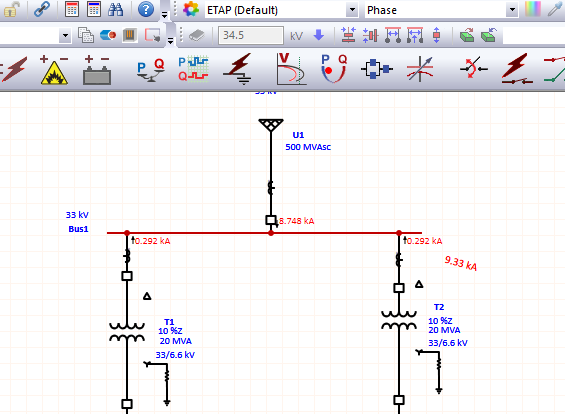 ETAP (Default)
Phase
34.5
kV
P Q
P
Q
V
P Q
33 kV
U1
500 MVAsc
33 kV
Bus1
8.748 kA
0.292 kA
0.292 kA
9.33 kA
T1
10 %Z
20 MVA
33/6.6 kV
T2
10 %Z
20 MVA
33/6.6 kV